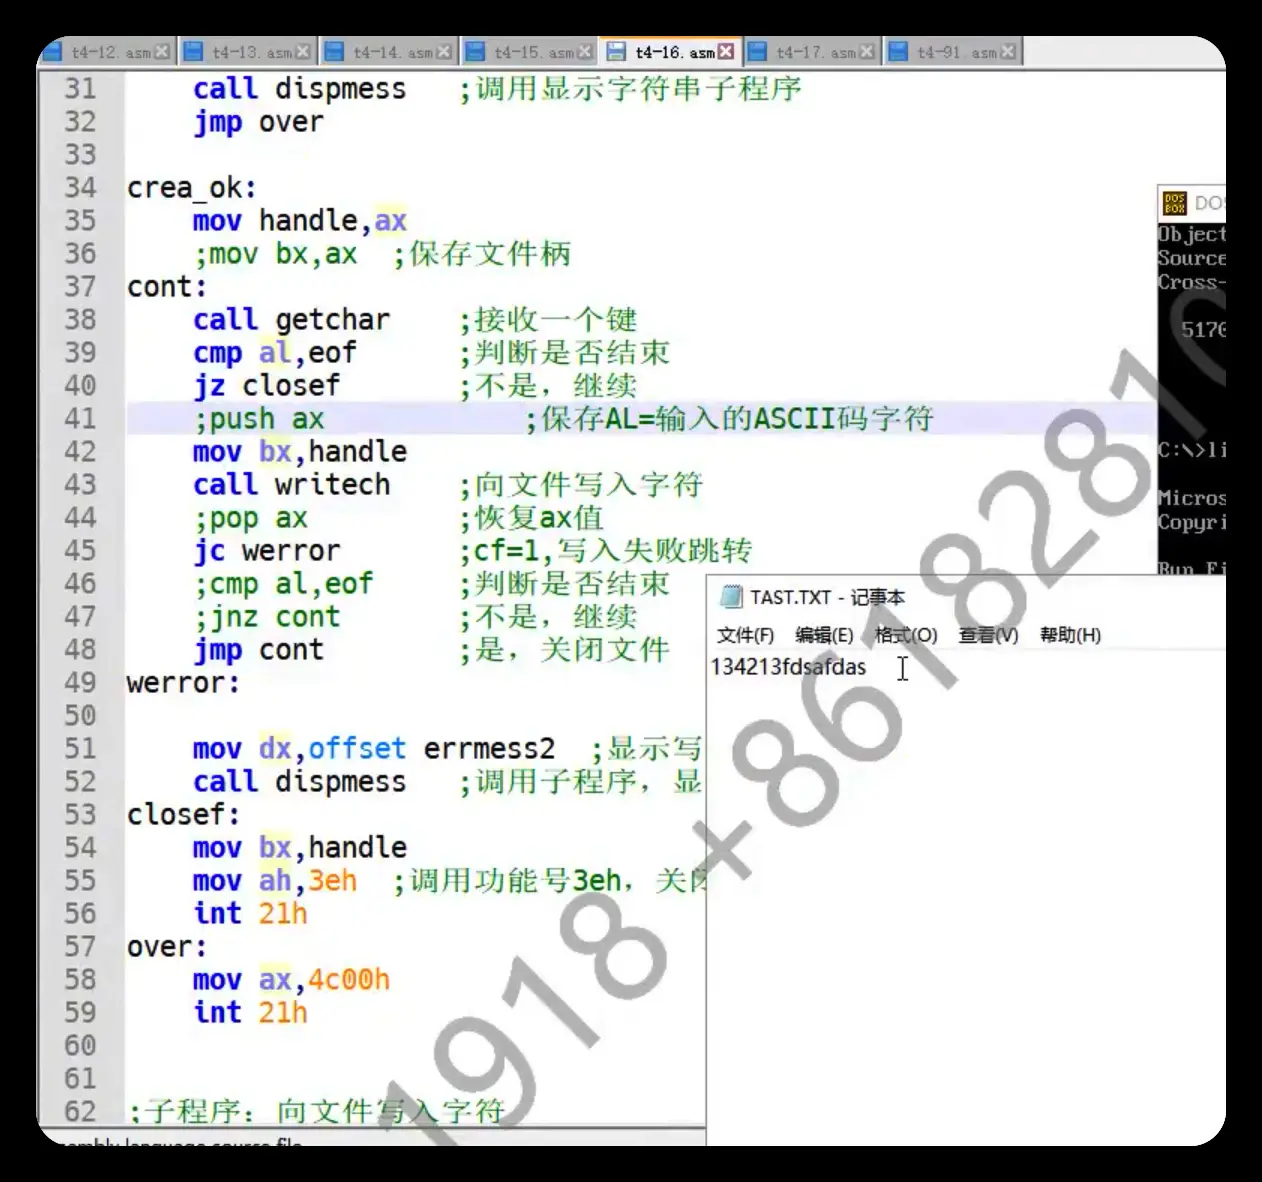 t4-12. asm t4-13. asm t4-14. asm t4-15. asm t4-16. asm t4-17. asm t4-91. asm
31 call dispmess ;调用显示字符串子程序
32 jmp over
33
34 crea_ok:
35 mov handle,ax
36 ;mov bx,ax ;保存文件柄
37 cont:
38 call getchar ;接收一个键
39 cmp al,eof ;判断是否结束
40 jz closef ;不是，继续
41 ;push ax ;保存AL=输入的ASCII码字符
42 mov bx,handle
43 call writech ;向文件写入字符
44 ;pop ax ;恢复ax值
45 jc werror ;cf=1,写入失败跳转
46 ;cmp al,eof ;判断是否结束
47 ;jnz cont ;不是，继续
48 jmp cont ;是，关闭文件
49 werror:
50
51 mov dx,offset errmess2 ;显示写
52 call dispmess ;调用子程序，显
53 closef:
54 mov bx,handle
55 mov ah,3eh ;调用功能号3eh，关
56 int 21h
57 over:
58 mov ax,4c00h
59 int 21h
60
61
62 ;子程序：向文件写入字符
DOS BOX DOS
Object
Source
Cross-
5170
C:\>li
Micros
Copyri
Run Fi
TAST.TXT - 记事本
文件(F) 编辑(E) 格式(O) 查看(V) 帮助(H)
134213fdsafdas
1918 +86182810